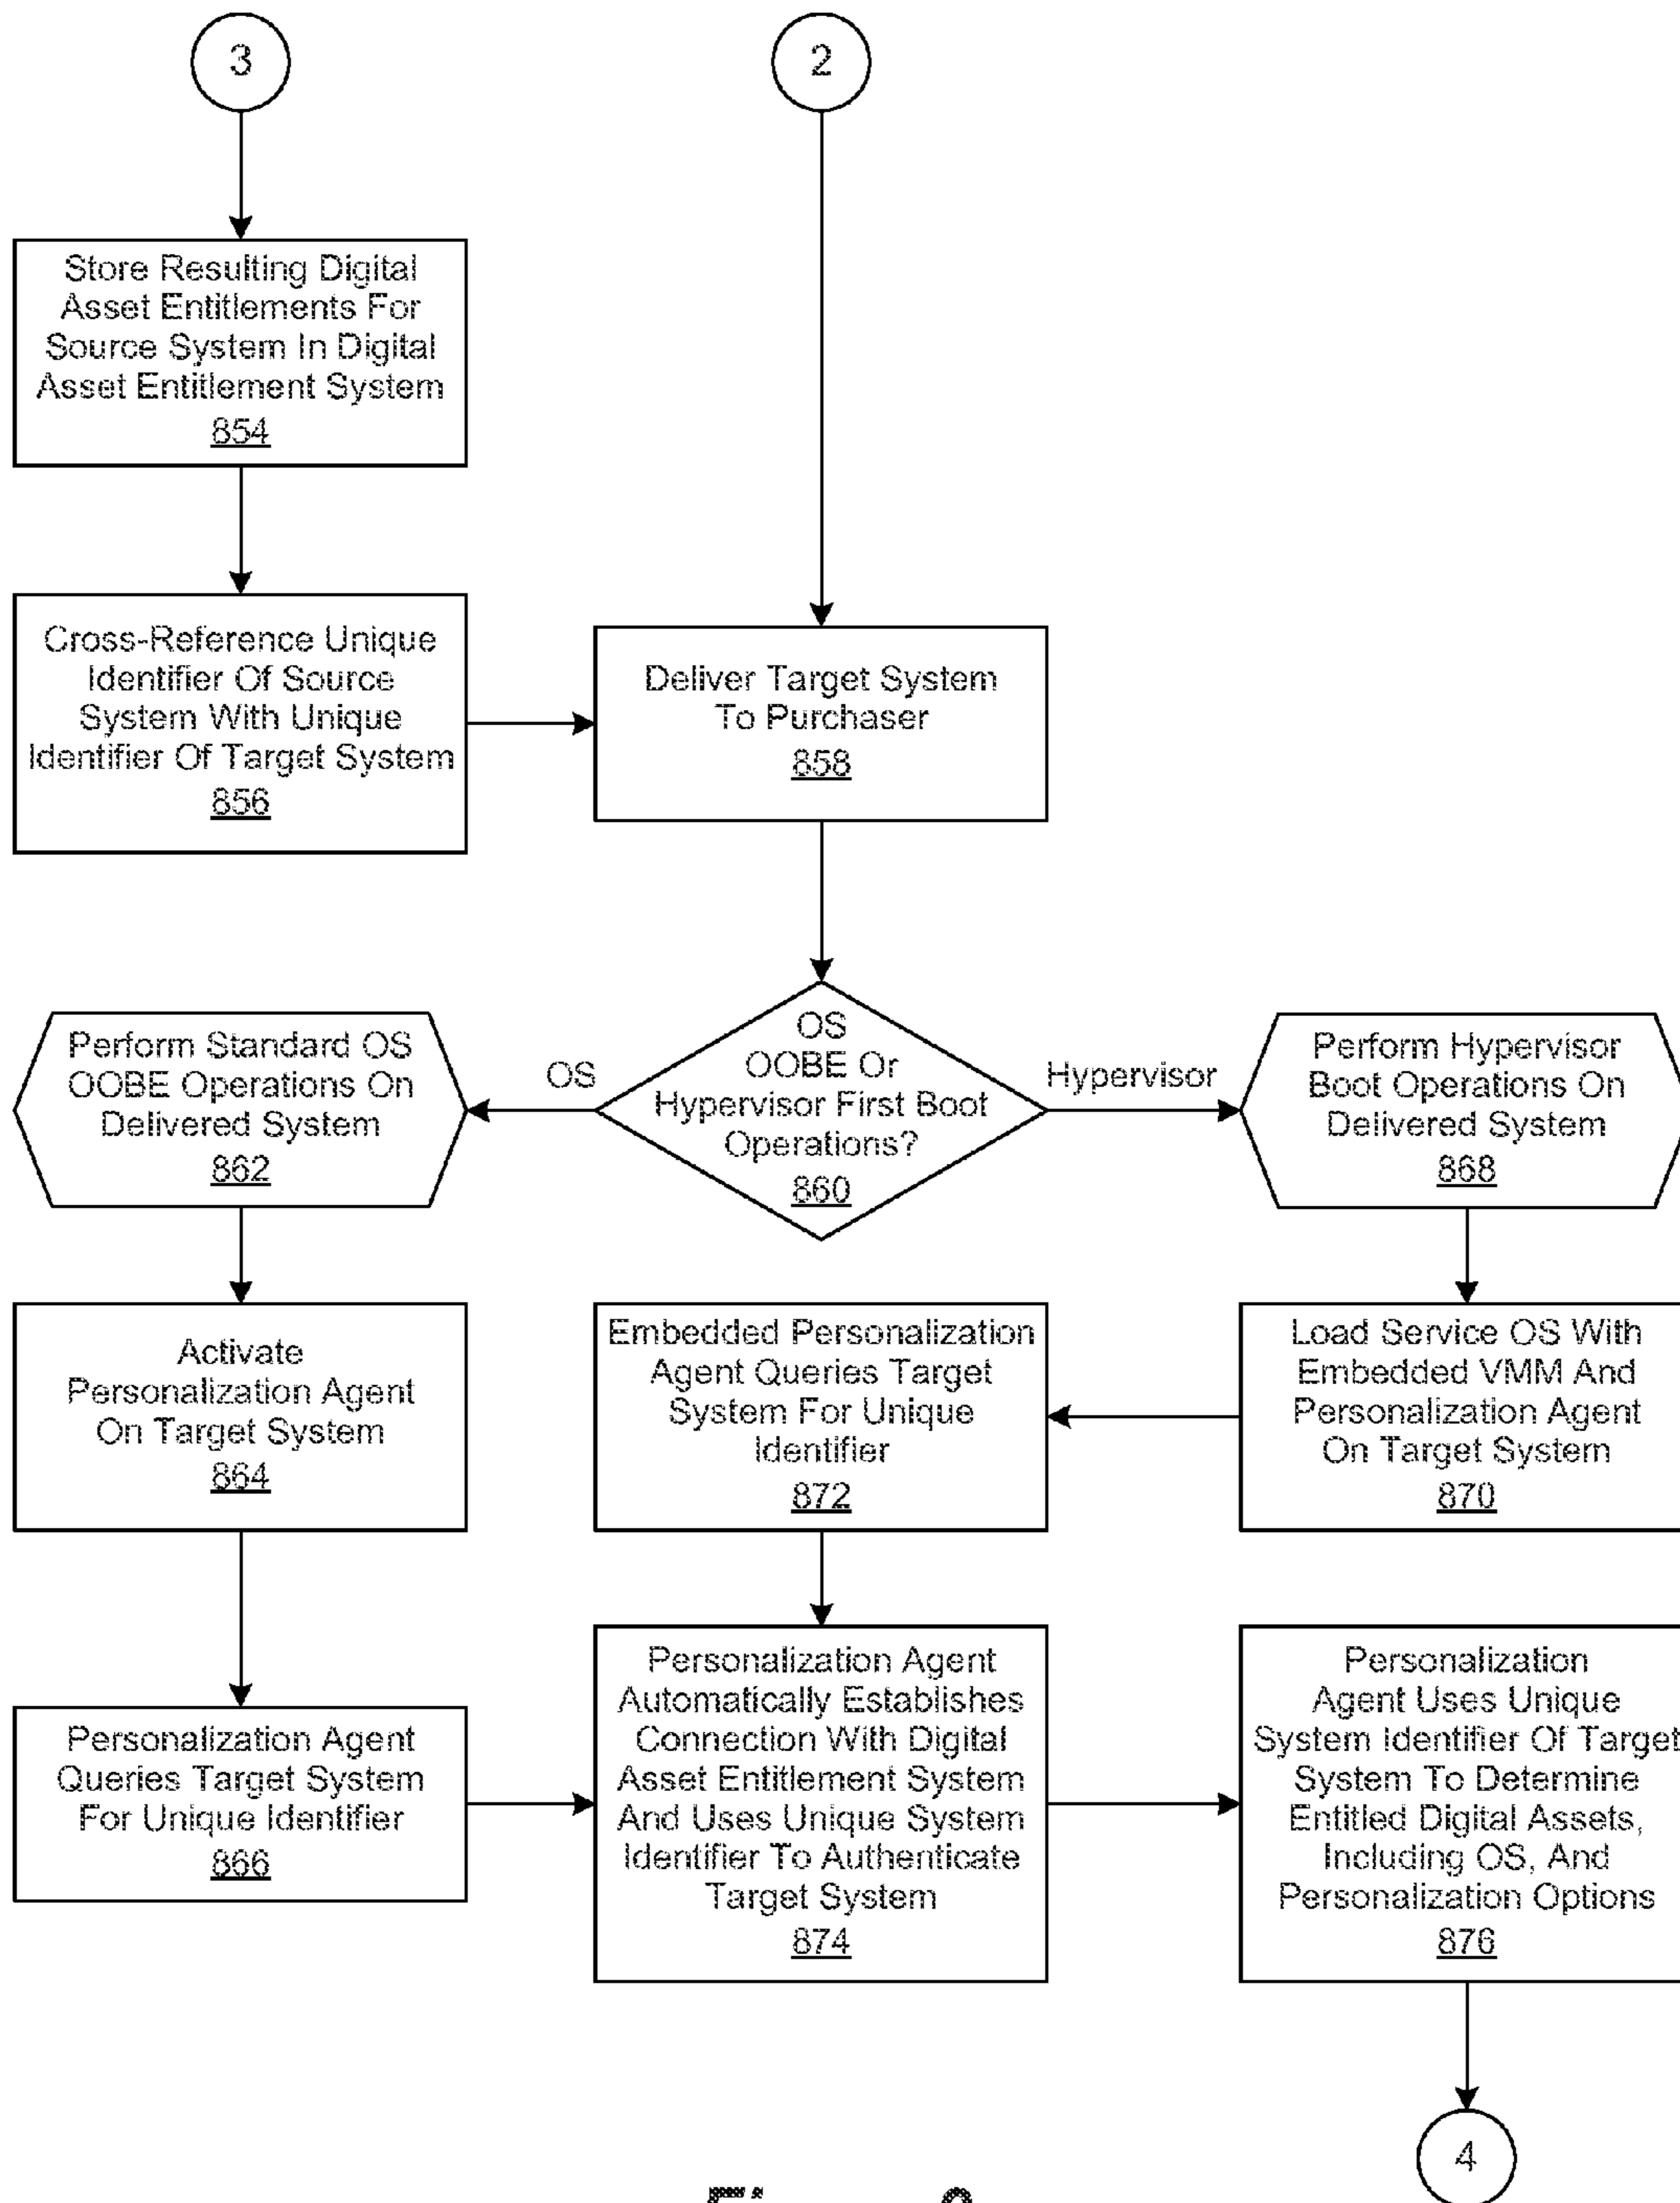 3
2
Store Resulting Digital
Asset Entitlements For
Source System In Digital
Asset Entitlement System
854
Cross-Reference Unique
Identifier Of Source
System With Unique
Identifier Of Target System
856
Deliver Target System
To Purchaser
858
OS
OOBE Or
Hypervisor First Boot
Operations?
860
OS
Hypervisor
Perform Standard OS
OOBE Operations On
Delivered System
862
Perform Hypervisor
Boot Operations On
Delivered System
868
Activate
Personalization Agent
On Target System
864
Embedded Personalization
Agent Queries Target
System For Unique
Identifier
872
Load Service OS With
Embedded VMM And
Personalization Agent
On Target System
870
Personalization Agent
Queries Target System
For Unique Identifier
866
Personalization Agent
Automatically Establishes
Connection With Digital
Asset Entitlement System
And Uses Unique System
Identifier To Authenticate
Target System
874
Personalization
Agent Uses Unique
System Identifier Of Target
System To Determine
Entitled Digital Assets,
Including OS, And
Personalization Options
876
4